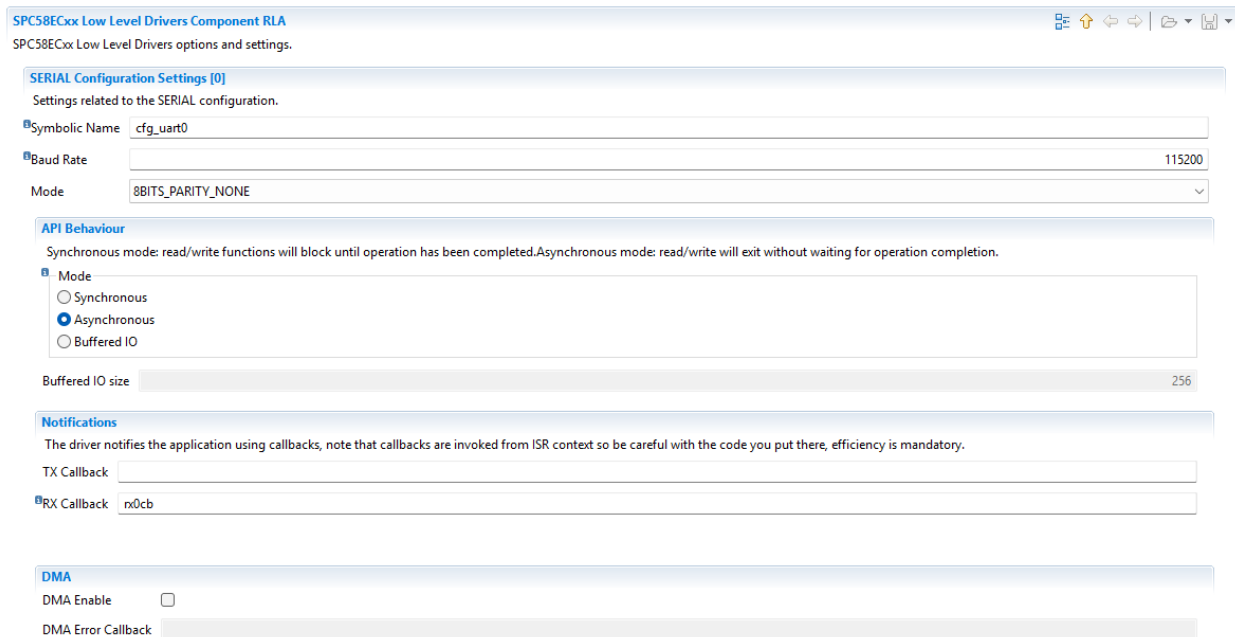 SPC58ECxx Low Level Drivers Component RLA
SPC58ECxx Low Level Drivers options and settings.
SERIAL Configuration Settings [0]
Settings related to the SERIAL configuration.
Symbolic Name cfg_uart0
Baud Rate 115200
Mode 8BITS_PARITY_NONE
API Behaviour
Synchronous mode: read/write functions will block until operation has been completed.Asynchronous mode: read/write will exit without waiting for operation completion.
Mode
Synchronous
Asynchronous
Buffered IO
Buffered IO size 256
Notifications
The driver notifies the application using callbacks, note that callbacks are invoked from ISR context so be careful with the code you put there, efficiency is mandatory.
TX Callback
RX Callback rx0cb
DMA
DMA Enable
DMA Error Callback